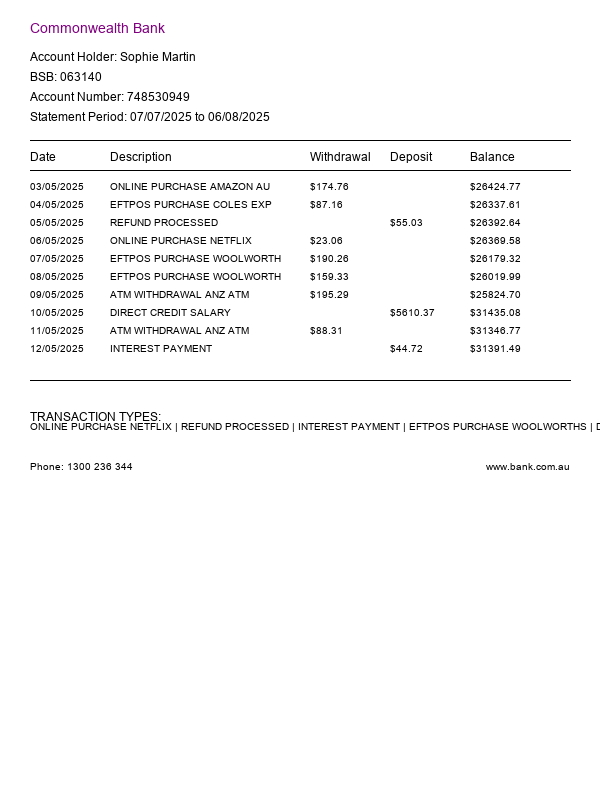 Commonwealth Bank
Account Holder: Sophie Martin
BSB: 063140
Account Number: 748530949
Statement Period: 07/07/2025 to 06/08/2025
Date Description Withdrawal Deposit Balance
03/05/2025 ONLINE PURCHASE AMAZON AU $174.76 $26424.77
04/05/2025 EFTPOS PURCHASE COLES EXP $87.16 $26337.61
05/05/2025 REFUND PROCESSED $55.03 $26392.64
06/05/2025 ONLINE PURCHASE NETFLIX $23.06 $26369.58
07/05/2025 EFTPOS PURCHASE WOOLWORTH $190.26 $26179.32
08/05/2025 EFTPOS PURCHASE WOOLWORTH $159.33 $26019.99
09/05/2025 ATM WITHDRAWAL ANZ ATM $195.29 $25824.70
10/05/2025 DIRECT CREDIT SALARY $5610.37 $31435.08
11/05/2025 ATM WITHDRAWAL ANZ ATM $88.31 $31346.77
12/05/2025 INTEREST PAYMENT $44.72 $31391.49
TRANSACTION TYPES:
ONLINE PURCHASE NETFLIX | REFUND PROCESSED | INTEREST PAYMENT | EFTPOS PURCHASE WOOLWORTHS |
Phone: 1300 236 344 www.bank.com.au